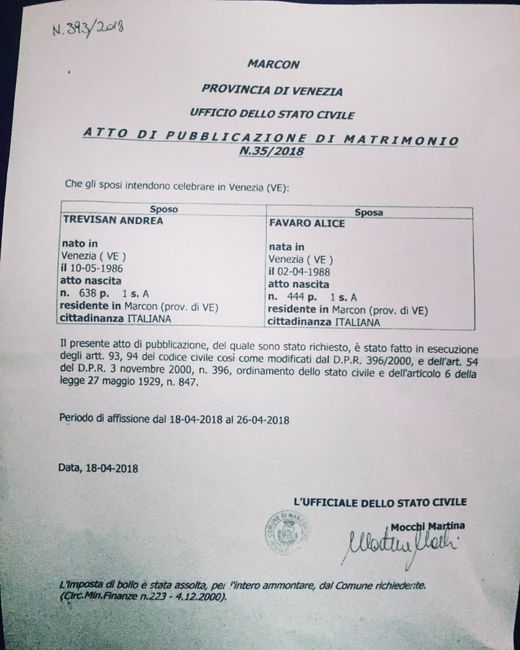 N.393/2018
MARCON
PROVINCIA DI VENEZIA
UFFICIO DELLO STATO CIVILE
ATTO DI PUBBLICAZIONE DI MATRIMONIO
N.35/2018
Che gli sposi intendono celebrare in Venezia (VE):
Sposo
TREVISAN ANDREA
nato in
Venezia ( VE )
il 10-05-1986
atto nascita
n. 638 p. 1 s. A
residente in Marcon (prov. di VE)
cittadinanza ITALIANA
Sposa
FAVARO ALICE
nata in
Venezia ( VE )
il 02-04-1988
atto nascita
n. 444 p. 1 s. A
residente in Marcon (prov. di VE)
cittadinanza ITALIANA
Il presente atto di pubblicazione, del quale sono stato richiesto, è stato fatto in esecuzione
degli artt. 93, 94 del codice civile così come modificati dal D.P.R. 396/2000, e dell'art. 54
del D.P.R. 3 novembre 2000, n. 396, ordinamento dello stato civile e dell'articolo 6 della
legge 27 maggio 1929, n. 847.
Periodo di affissione dal 18-04-2018 al 26-04-2018
Data, 18-04-2018
L'UFFICIALE DELLO STATO CIVILE
Mocchi Martina
COMUNE DI MARCON
L'imposta di bollo è stata assolta, per l'intero ammontare, dal Comune richiedente.
(Circ.Min.Finanze n.223 - 4.12.2000).